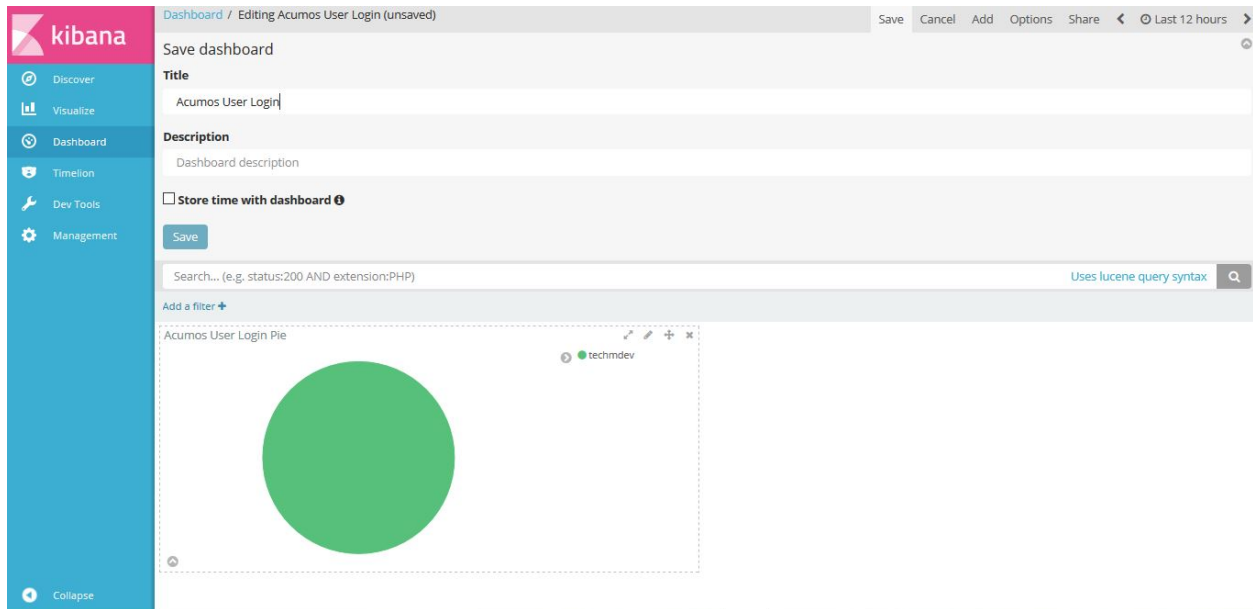 kibana
Discover
Visualize
Dashboard
Timelion
Dev Tools
Management
Collapse
Dashboard / Editing Acumos User Login (unsaved)
Save Cancel Add Options Share Last 12 hours
Save dashboard
Title
Acumos User Login
Description
Dashboard description
Store time with dashboard
Save
Search... (e.g. status:200 AND extension:PHP) Uses lucene query syntax
Add a filter +
Acumos User Login Pie
techmdev